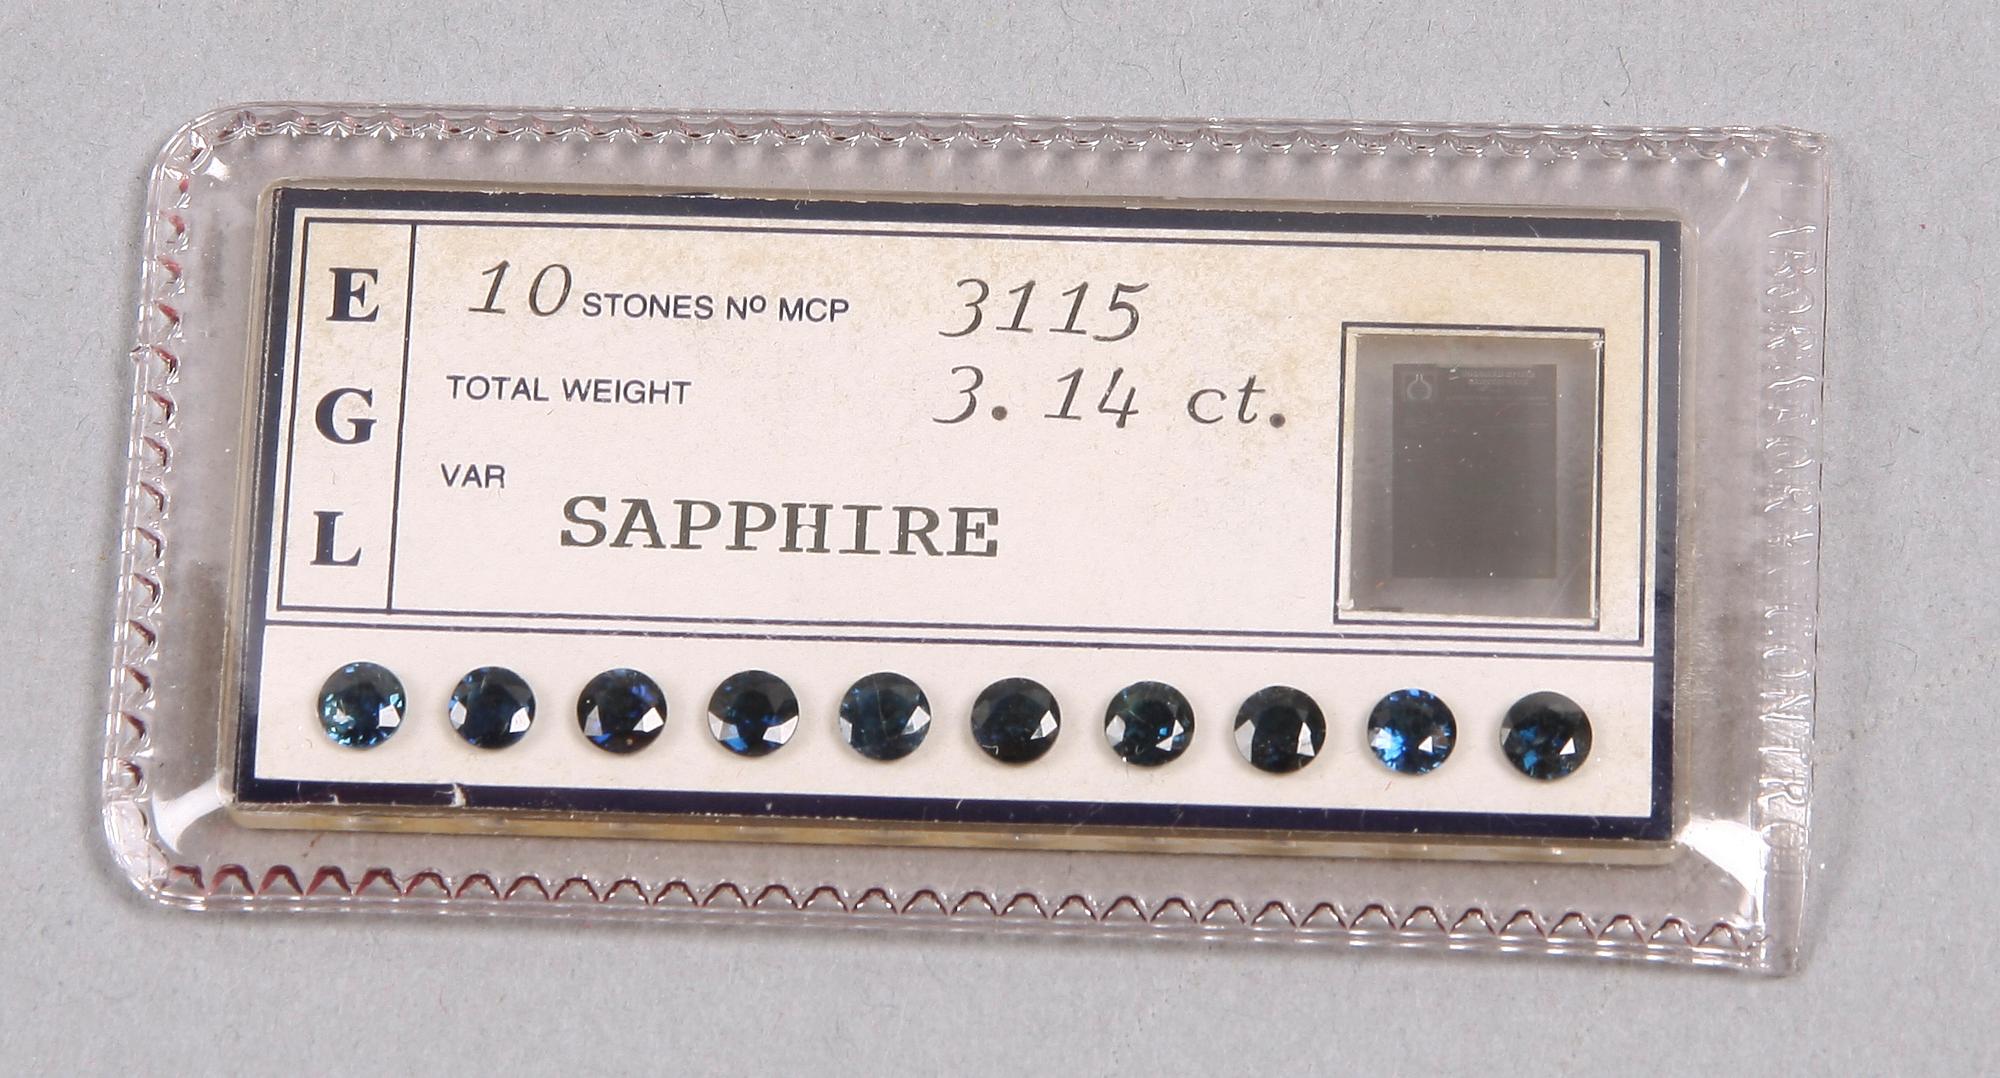 E
G
L
10 STONES Nº MCP 3115
TOTAL WEIGHT 3.14 ct.
VAR
SAPPHIRE